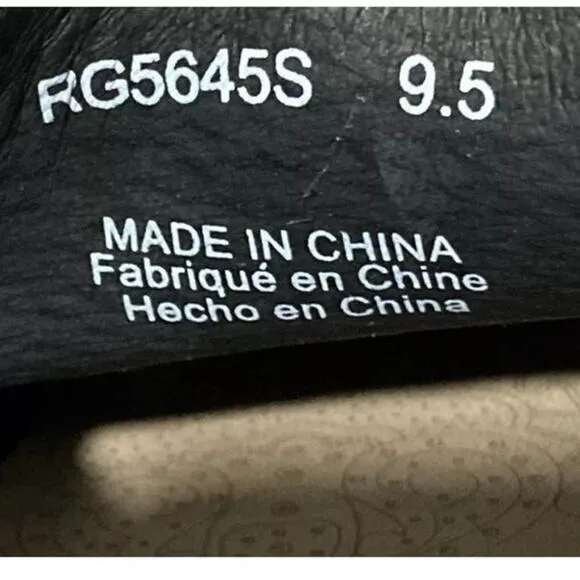 RG5645S 9.5
MADE IN CHINA
Fabriqué en Chine
Hecho en China